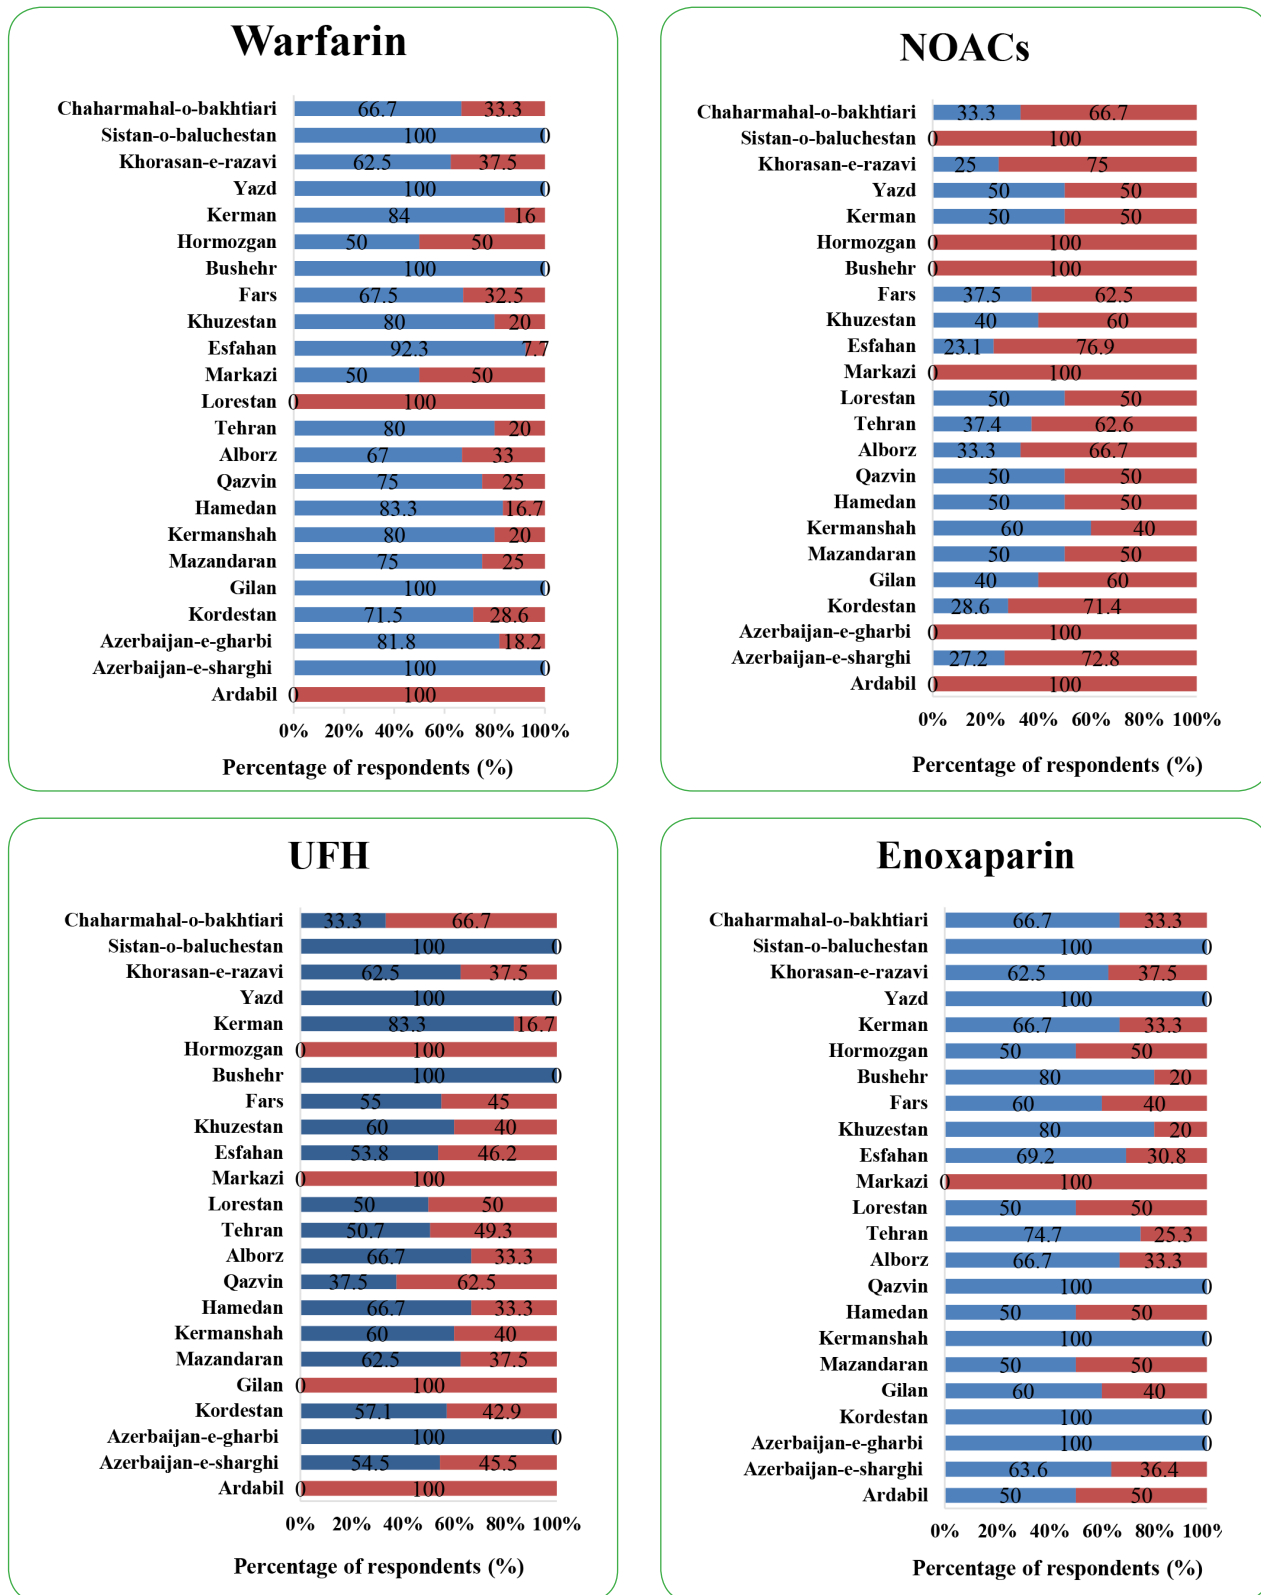 Warfarin
Chaharmahal-o-bakhtiari 66.7 33.3
Sistan-o-baluchestan 100 0
Khorasan-e-razavi 62.5 37.5
Yazd 100 0
Kerman 84 16
Hormozgan 50 50
Bushehr 100 0
Fars 67.5 32.5
Khuzestan 80 20
Esfahan 92.3 7.7
Markazi 50 50
Lorestan 0 100
Tehran 80 20
Alborz 67 33
Qazvin 75 25
Hamedan 83.3 16.7
Kermanshah 80 20
Mazandaran 75 25
Gilan 100 0
Kordestan 71.5 28.6
Azerbaijan-e-gharbi 81.8 18.2
Azerbaijan-e-sharghi 100 0
Ardabil 0 100
0% 20% 40% 60% 80% 100%
Percentage of respondents (%)
NOACs
Chaharmahal-o-bakhtiari 33.3 66.7
Sistan-o-baluchestan 0 100
Khorasan-e-razavi 25 75
Yazd 50 50
Kerman 50 50
Hormozgan 0 100
Bushehr 0 100
Fars 37.5 62.5
Khuzestan 40 60
Esfahan 23.1 76.9
Markazi 0 100
Lorestan 50 50
Tehran 37.4 62.6
Alborz 33.3 66.7
Qazvin 50 50
Hamedan 50 50
Kermanshah 60 40
Mazandaran 50 50
Gilan 40 60
Kordestan 28.6 71.4
Azerbaijan-e-gharbi 0 100
Azerbaijan-e-sharghi 27.2 72.8
Ardabil 0 100
0% 20% 40% 60% 80% 100%
Percentage of respondents (%)
UFH
Chaharmahal-o-bakhtiari 33.3 66.7
Sistan-o-baluchestan 100 0
Khorasan-e-razavi 62.5 37.5
Yazd 100 0
Kerman 83.3 16.7
Hormozgan 0 100
Bushehr 100 0
Fars 55 45
Khuzestan 60 40
Esfahan 53.8 46.2
Markazi 0 100
Lorestan 50 50
Tehran 50.7 49.3
Alborz 66.7 33.3
Qazvin 37.5 62.5
Hamedan 66.7 33.3
Kermanshah 60 40
Mazandaran 62.5 37.5
Gilan 0 100
Kordestan 57.1 42.9
Azerbaijan-e-gharbi 100 0
Azerbaijan-e-sharghi 54.5 45.5
Ardabil 0 100
0% 20% 40% 60% 80% 100%
Percentage of respondents (%)
Enoxaparin
Chaharmahal-o-bakhtiari 66.7 33.3
Sistan-o-baluchestan 100 0
Khorasan-e-razavi 62.5 37.5
Yazd 100 0
Kerman 66.7 33.3
Hormozgan 50 50
Bushehr 80 20
Fars 60 40
Khuzestan 80 20
Esfahan 69.2 30.8
Markazi 0 100
Lorestan 50 50
Tehran 74.7 25.3
Alborz 66.7 33.3
Qazvin 100 0
Hamedan 50 50
Kermanshah 100 0
Mazandaran 50 50
Gilan 60 40
Kordestan 100 0
Azerbaijan-e-gharbi 100 0
Azerbaijan-e-sharghi 63.6 36.4
Ardabil 50 50
0% 20% 40% 60% 80% 100%
Percentage of respondents (%)